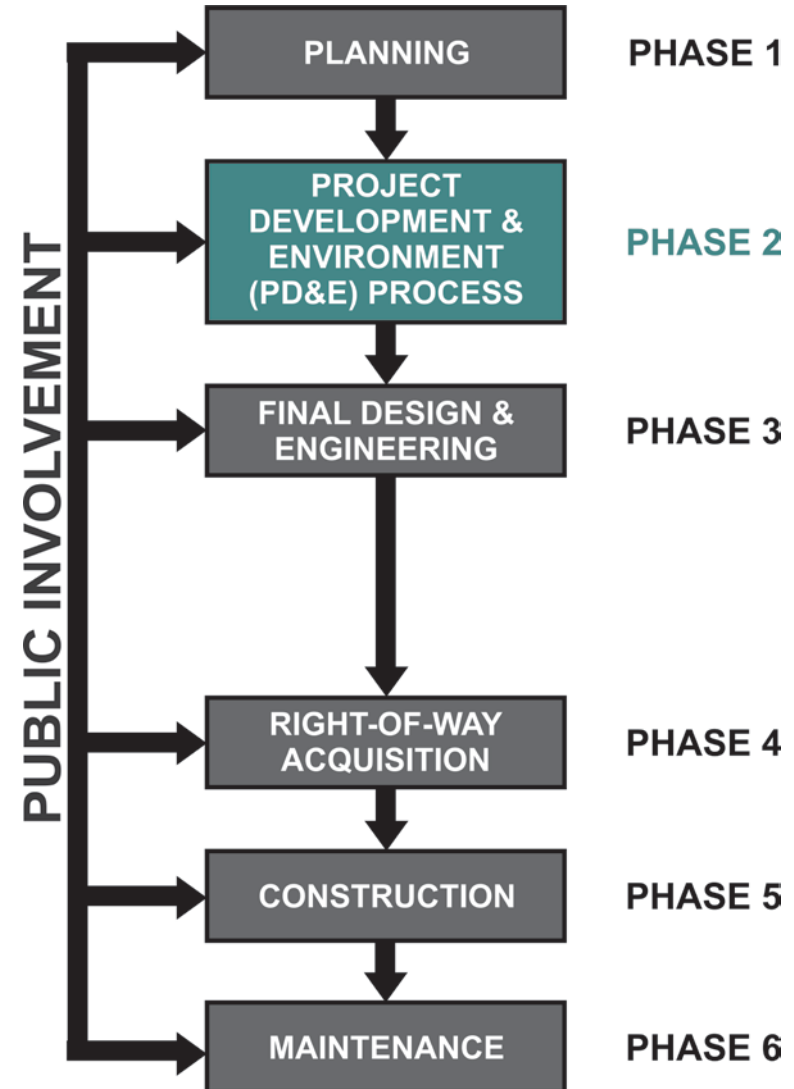 PUBLIC INVOLVEMENT
PLANNING
PHASE 1
PROJECT
DEVELOPMENT &
ENVIRONMENT
(PD&E) PROCESS
PHASE 2
FINAL DESIGN &
ENGINEERING
PHASE 3
RIGHT-OF-WAY
ACQUISITION
PHASE 4
CONSTRUCTION
PHASE 5
MAINTENANCE
PHASE 6